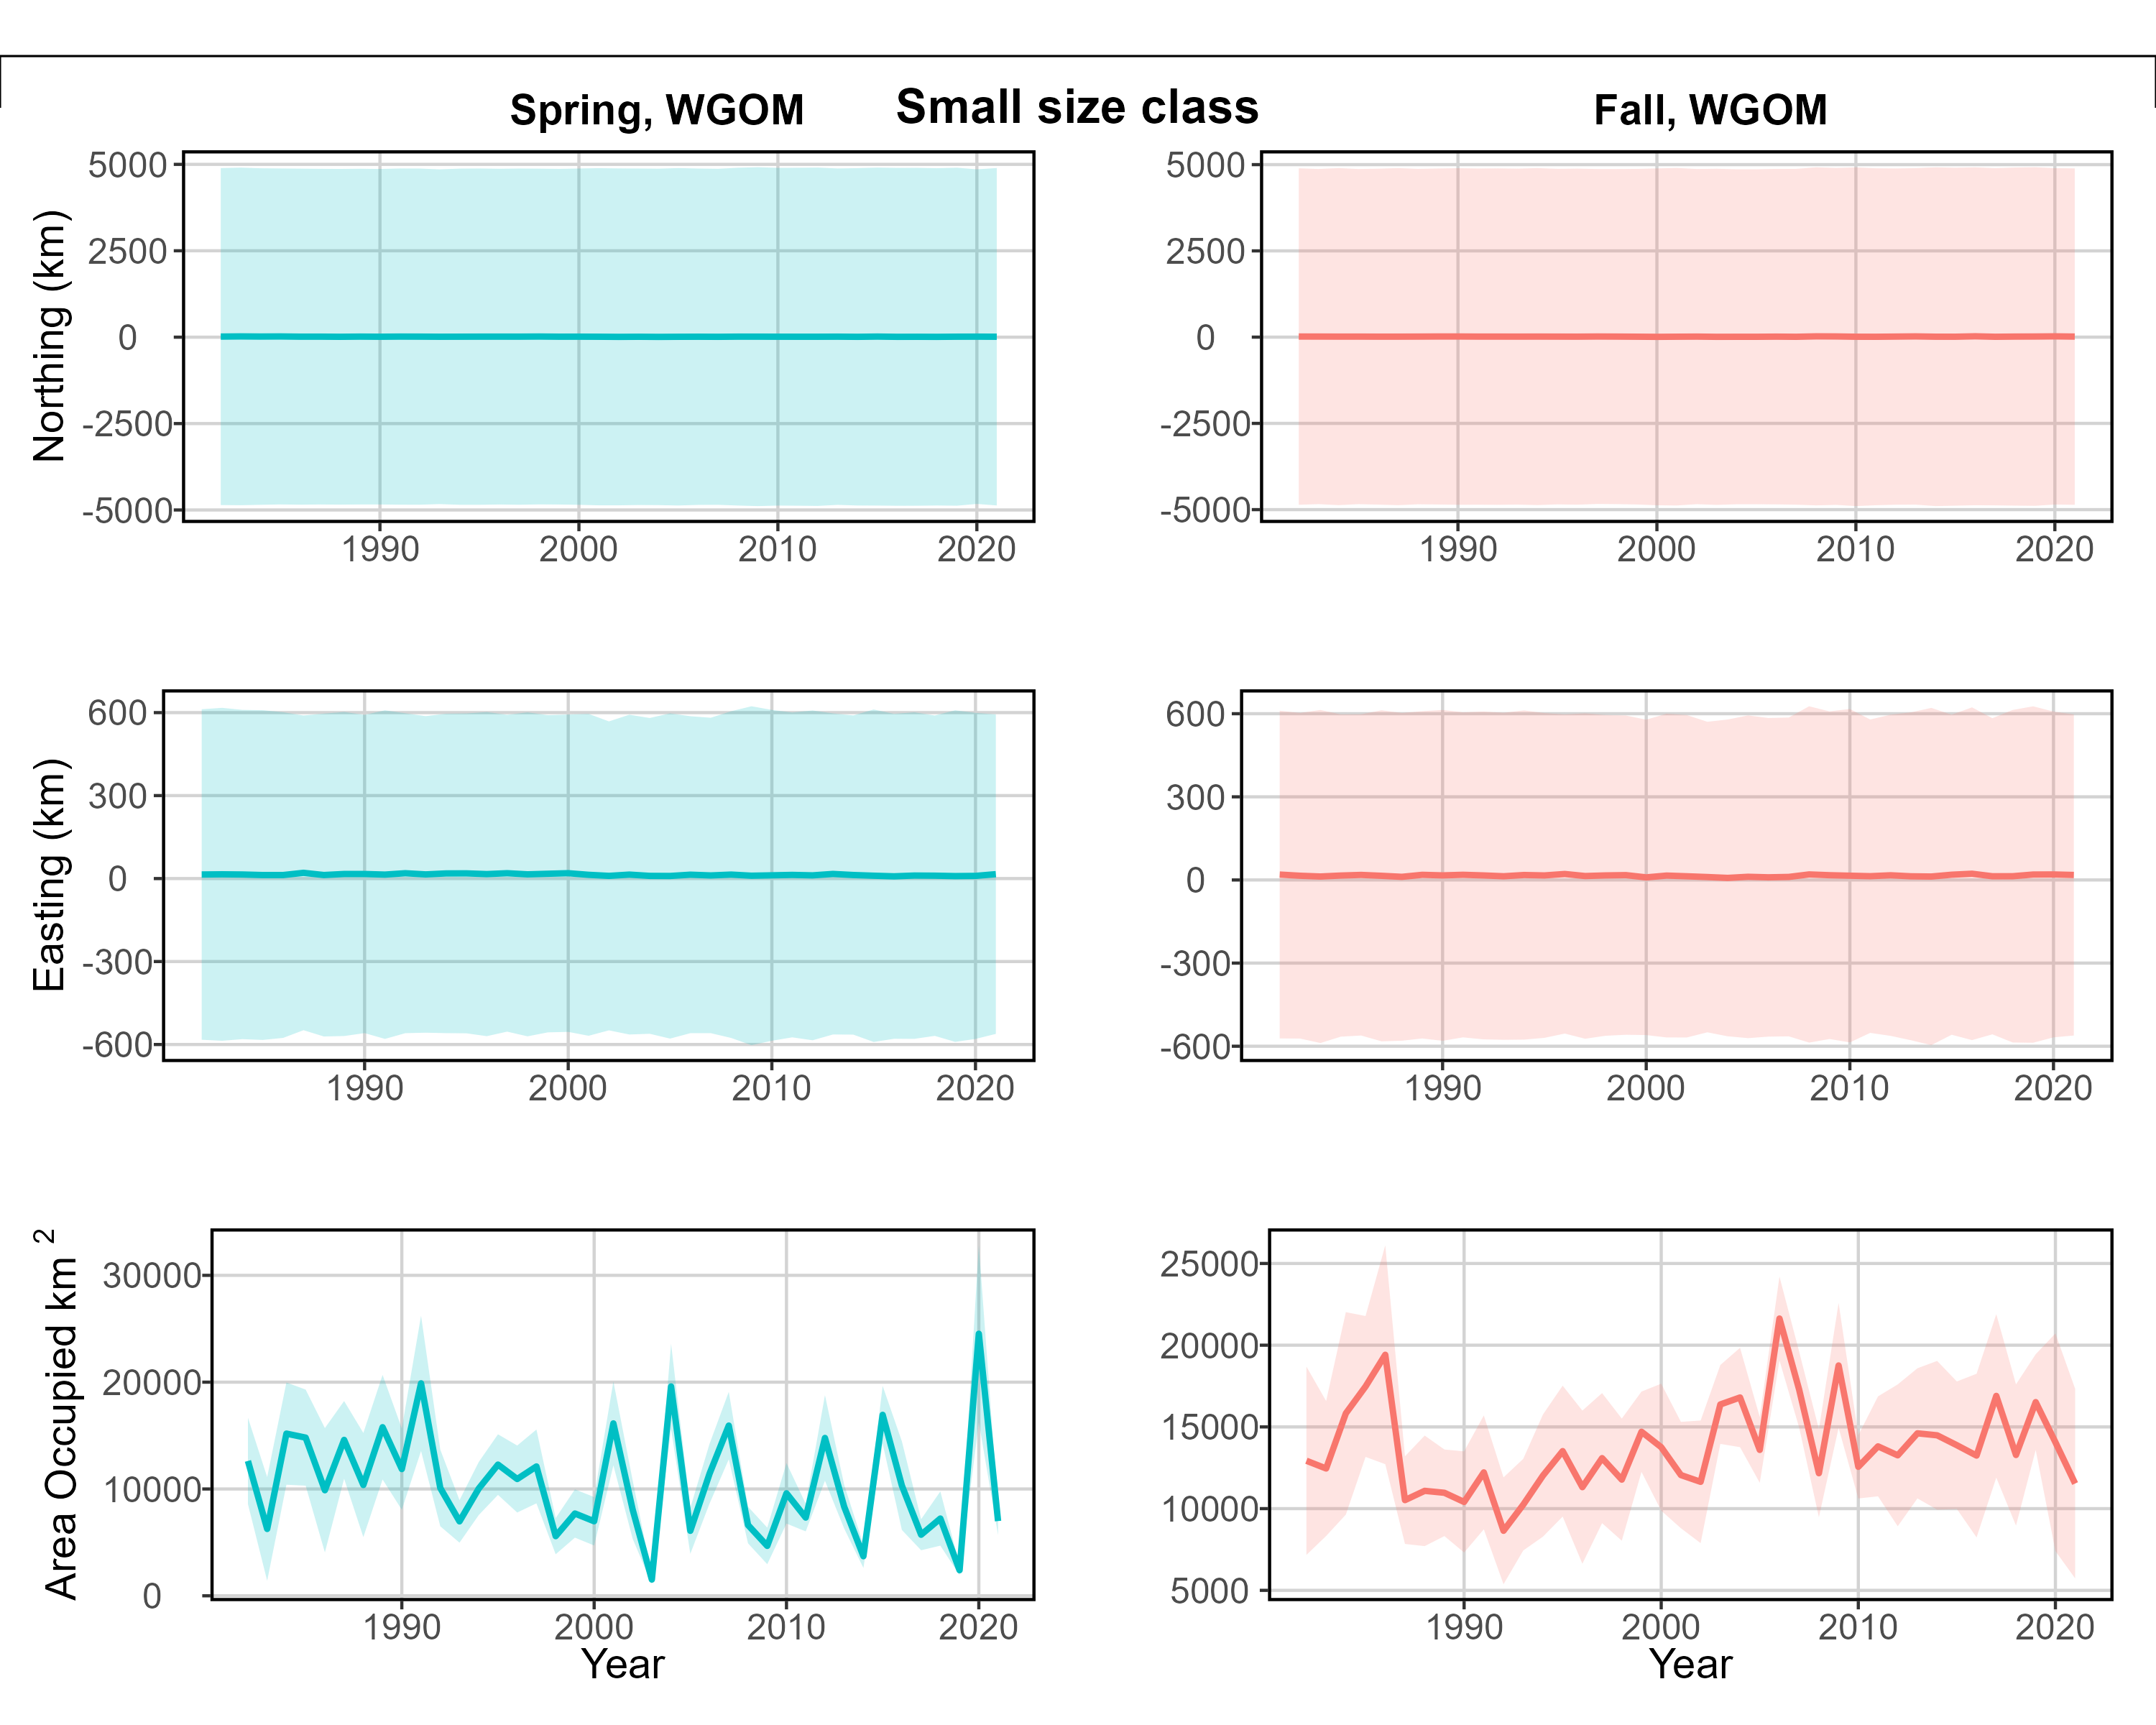 Small size class
Spring, WGOM
Fall, WGOM
Northing (km)
5000
2500
0
-2500
-5000
1990 2000 2010 2020
5000
2500
0
-2500
-5000
1990 2000 2010 2020
Easting (km)
600
300
0
-300
-600
1990 2000 2010 2020
600
300
0
-300
-600
1990 2000 2010 2020
Area Occupied km ²
30000
20000
10000
0
1990 2000 2010 2020
Year
25000
20000
15000
10000
5000
1990 2000 2010 2020
Year